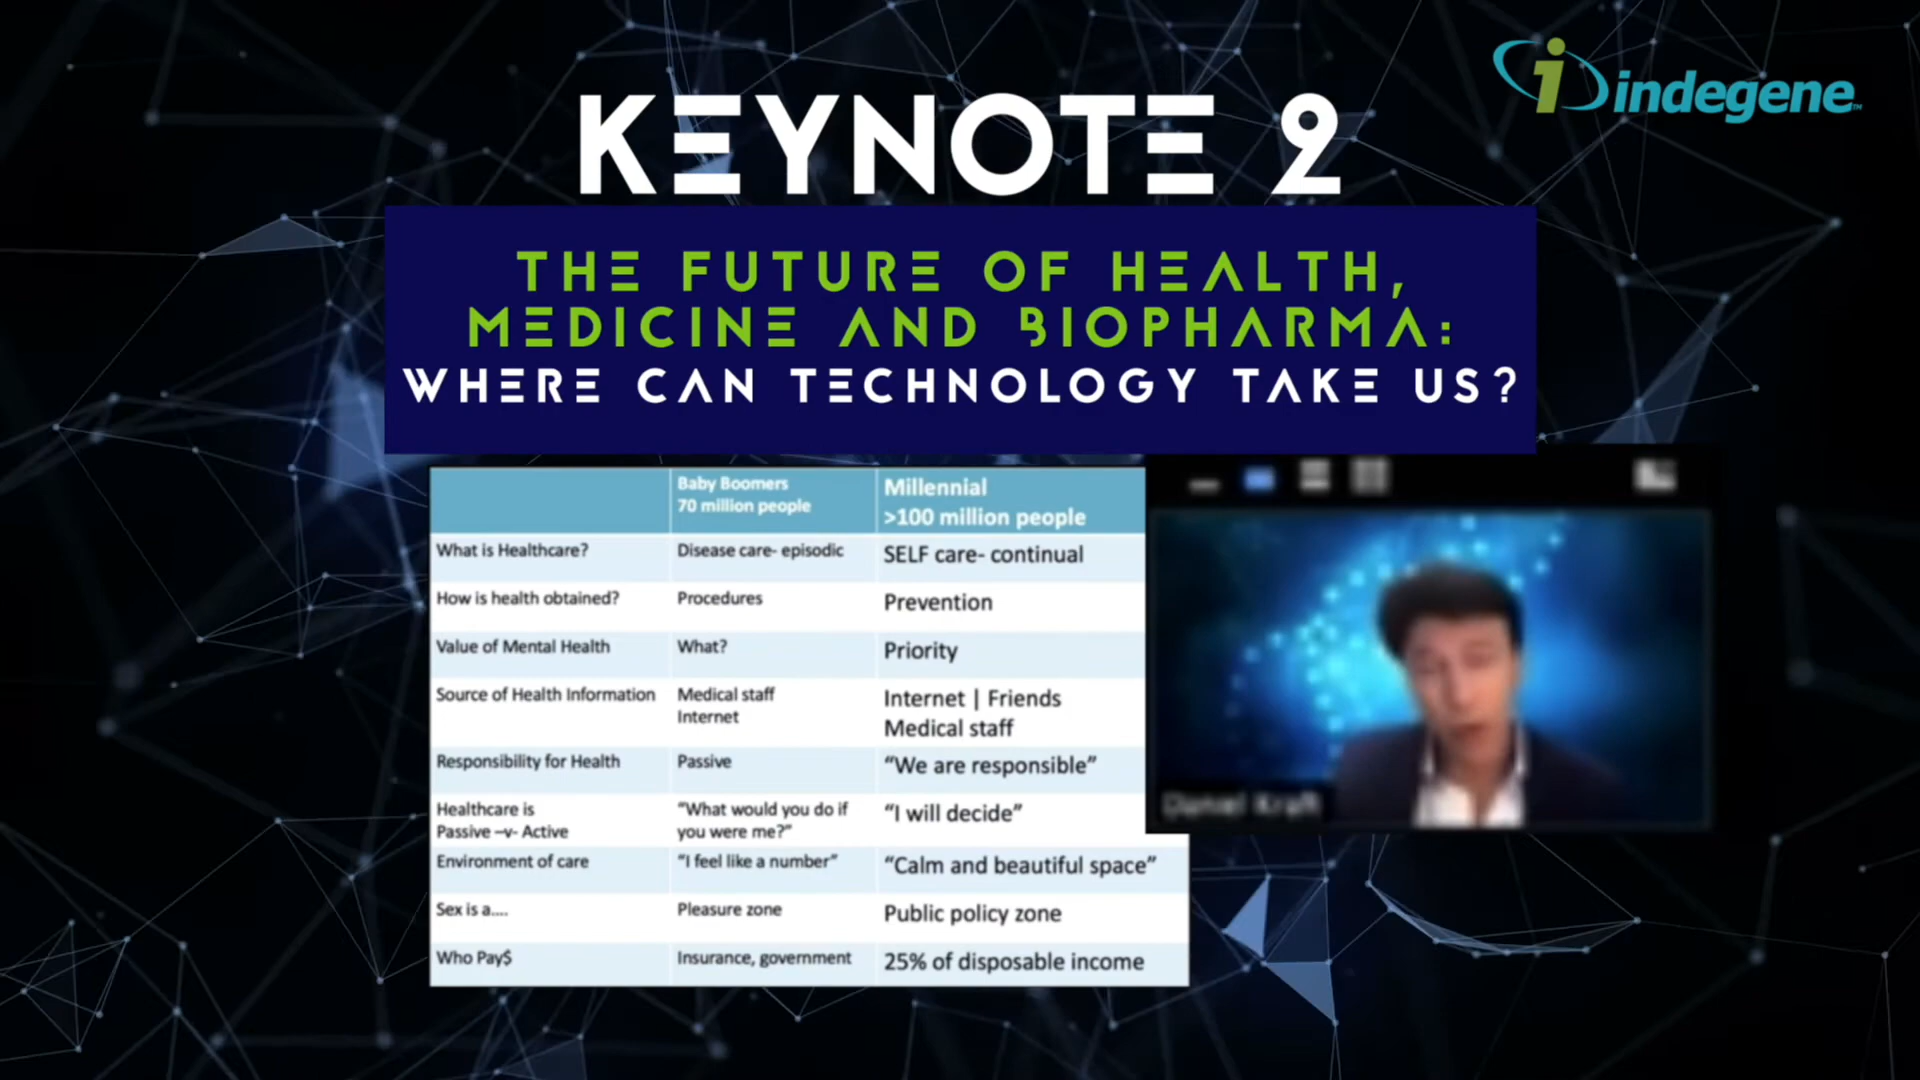 indegene™
KEYNOTE 2
THE FUTURE OF HEALTH,
MEDICINE AND BIOPHARMA:
WHERE CAN TECHNOLOGY TAKE US?
Baby Boomers
70 million people
Millennial
>100 million people
What is Healthcare?
Disease care- episodic
SELF care- continual
How is health obtained?
Procedures
Prevention
Value of Mental Health
What?
Priority
Source of Health Information
Medical staff
Internet
Internet | Friends
Medical staff
Responsibility for Health
Passive
“We are responsible”
Healthcare is
Passive –v- Active
“What would you do if
you were me?”
“I will decide”
Environment of care
“I feel like a number”
“Calm and beautiful space”
Sex is a....
Pleasure zone
Public policy zone
Who Pay$
Insurance, government
25% of disposable income
Daniel Kraft